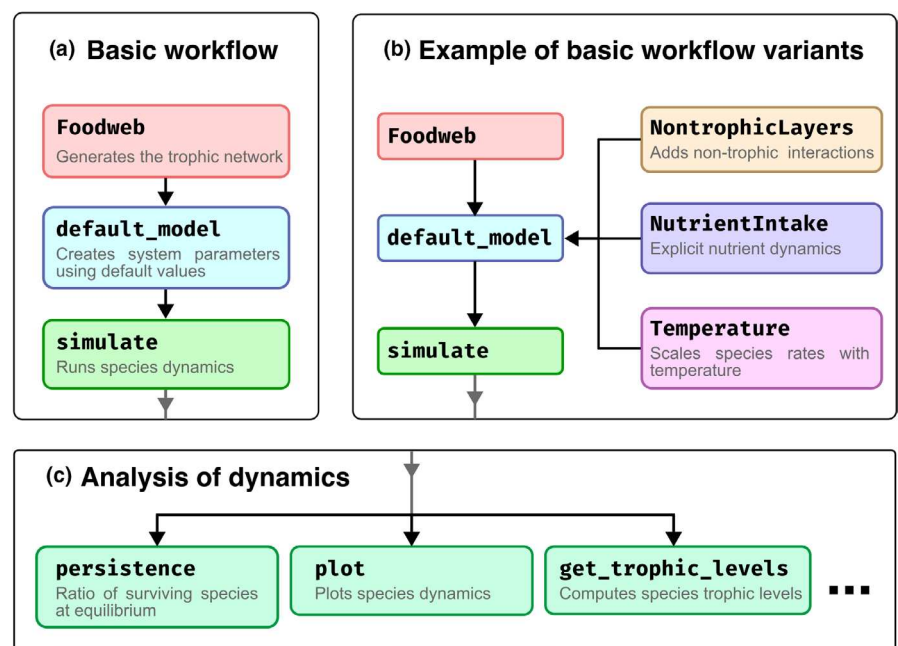 (a) Basic workflow
Foodweb
Generates the trophic network
default_model
Creates system parameters
using default values
simulate
Runs species dynamics
(b) Example of basic workflow variants
Foodweb
default_model
simulate
NontrophicLayers
Adds non-trophic interactions
NutrientIntake
Explicit nutrient dynamics
Temperature
Scales species rates with
temperature
(c) Analysis of dynamics
persistence
Ratio of surviving species
at equilibrium
plot
Plots species dynamics
get_trophic_levels
Computes species trophic levels
...